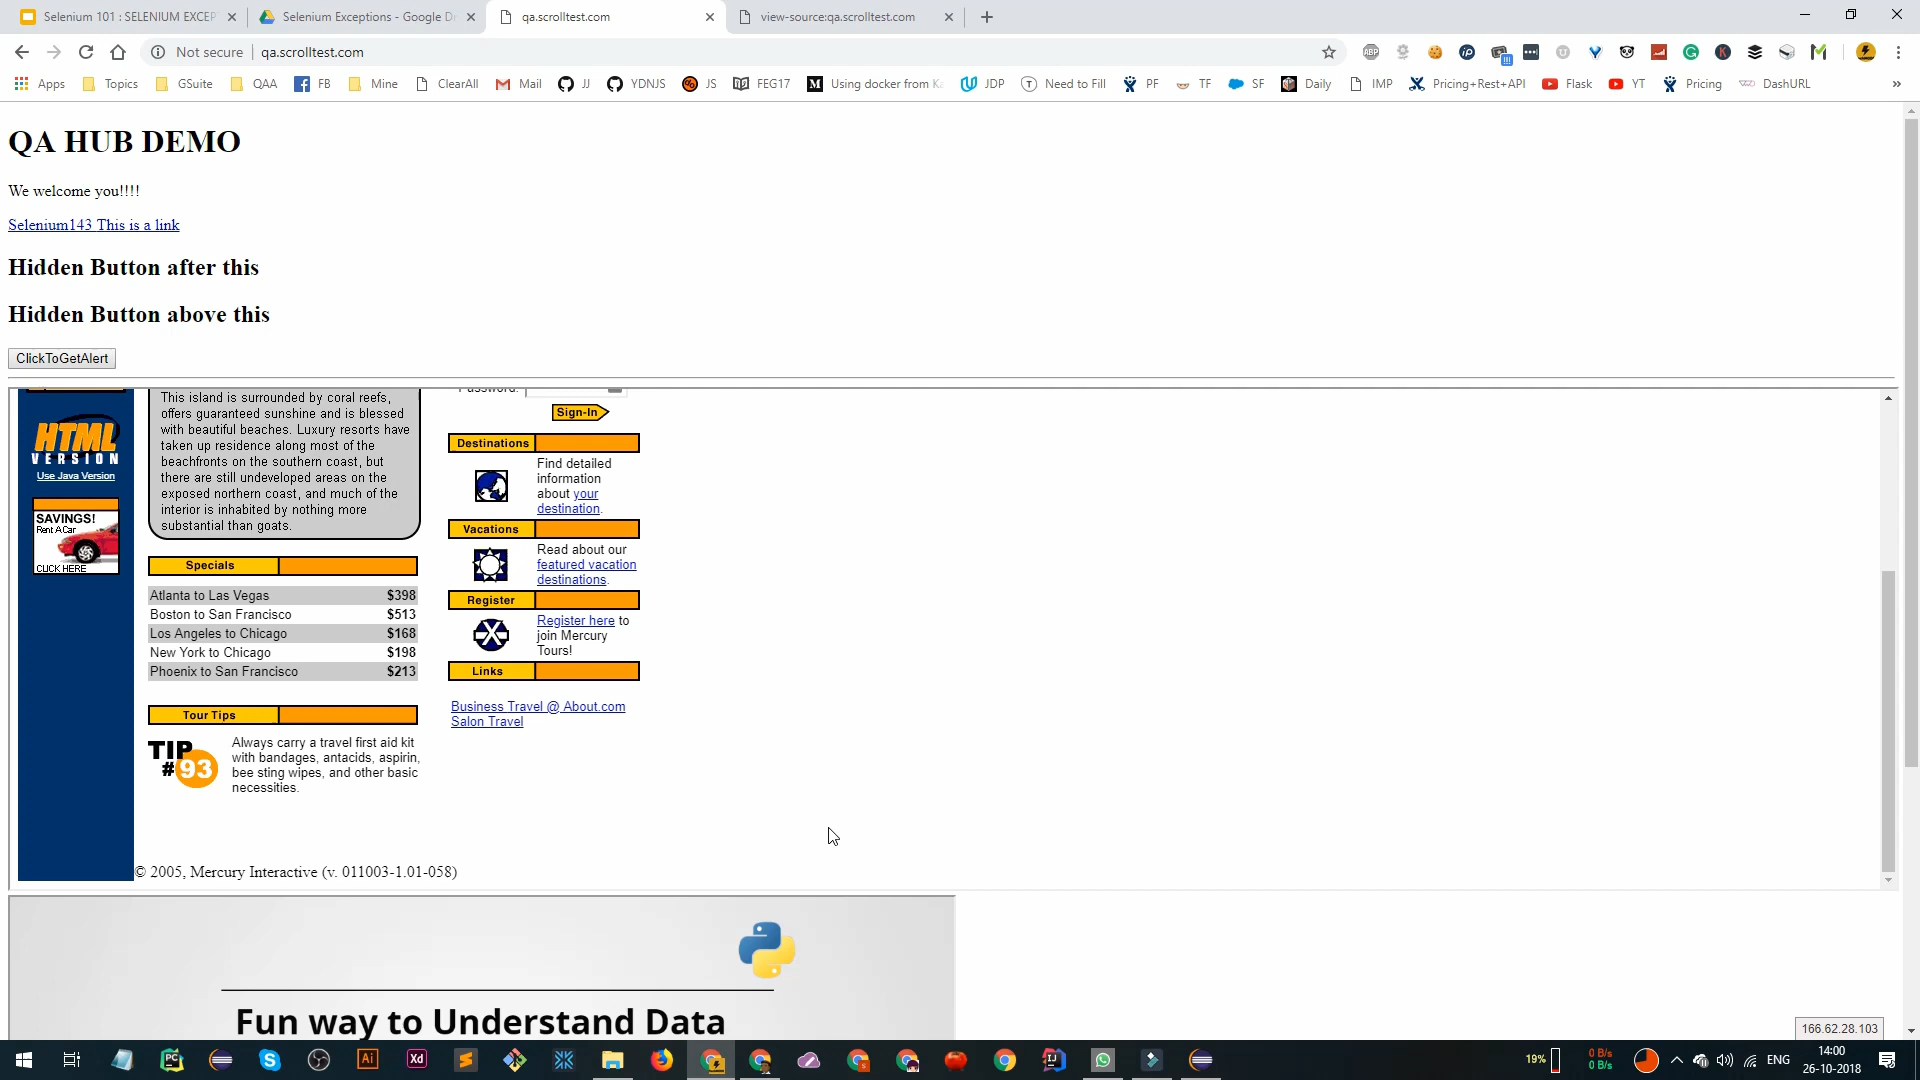 Selenium 101 : SELENIUM EXCEP
Selenium Exceptions - Google D
qa.scrolltest.com
view-source:qa.scrolltest.com
Not secure
qa.scrolltest.com
Apps
Topics
GSuite
QAA
FB
Mine
ClearAll
Mail
JJ
YDNJS
JS
FEG17
Using docker from Ka
JDP
Need to Fill
PF
TF
SF
Daily
IMP
Pricing+Rest+API
Flask
YT
Pricing
DashURL
QA HUB DEMO
We welcome you!!!!
Selenium143 This is a link
Hidden Button after this
Hidden Button above this
ClickToGetAlert
HTML
VERSION
Use Java Version
SAVINGS!
Rent A Car
CLICK HERE
This island is surrounded by coral reefs,
offers guaranteed sunshine and is blessed
with beautiful beaches. Luxury resorts have
taken up residence along most of the
beachfronts on the southern coast, but
there are still undeveloped areas on the
exposed northern coast, and much of the
interior is inhabited by nothing more
substantial than goats.
Specials
Atlanta to Las Vegas $398
Boston to San Francisco $513
Los Angeles to Chicago $168
New York to Chicago $198
Phoenix to San Francisco $213
Tour Tips
TIP
#93
Always carry a travel first aid kit
with bandages, antacids, aspirin,
bee sting wipes, and other basic
necessities.
Password:
Sign-In
Destinations
Find detailed
information
about your
destination.
Vacations
Read about our
featured vacation
destinations.
Register
Register here to
join Mercury
Tours!
Links
Business Travel @ About.com
Salon Travel
© 2005, Mercury Interactive (v. 011003-1.01-058)
Fun way to Understand Data
166.62.28.103
19%
0 B/s
0 B/s
ENG
14:00
26-10-2018